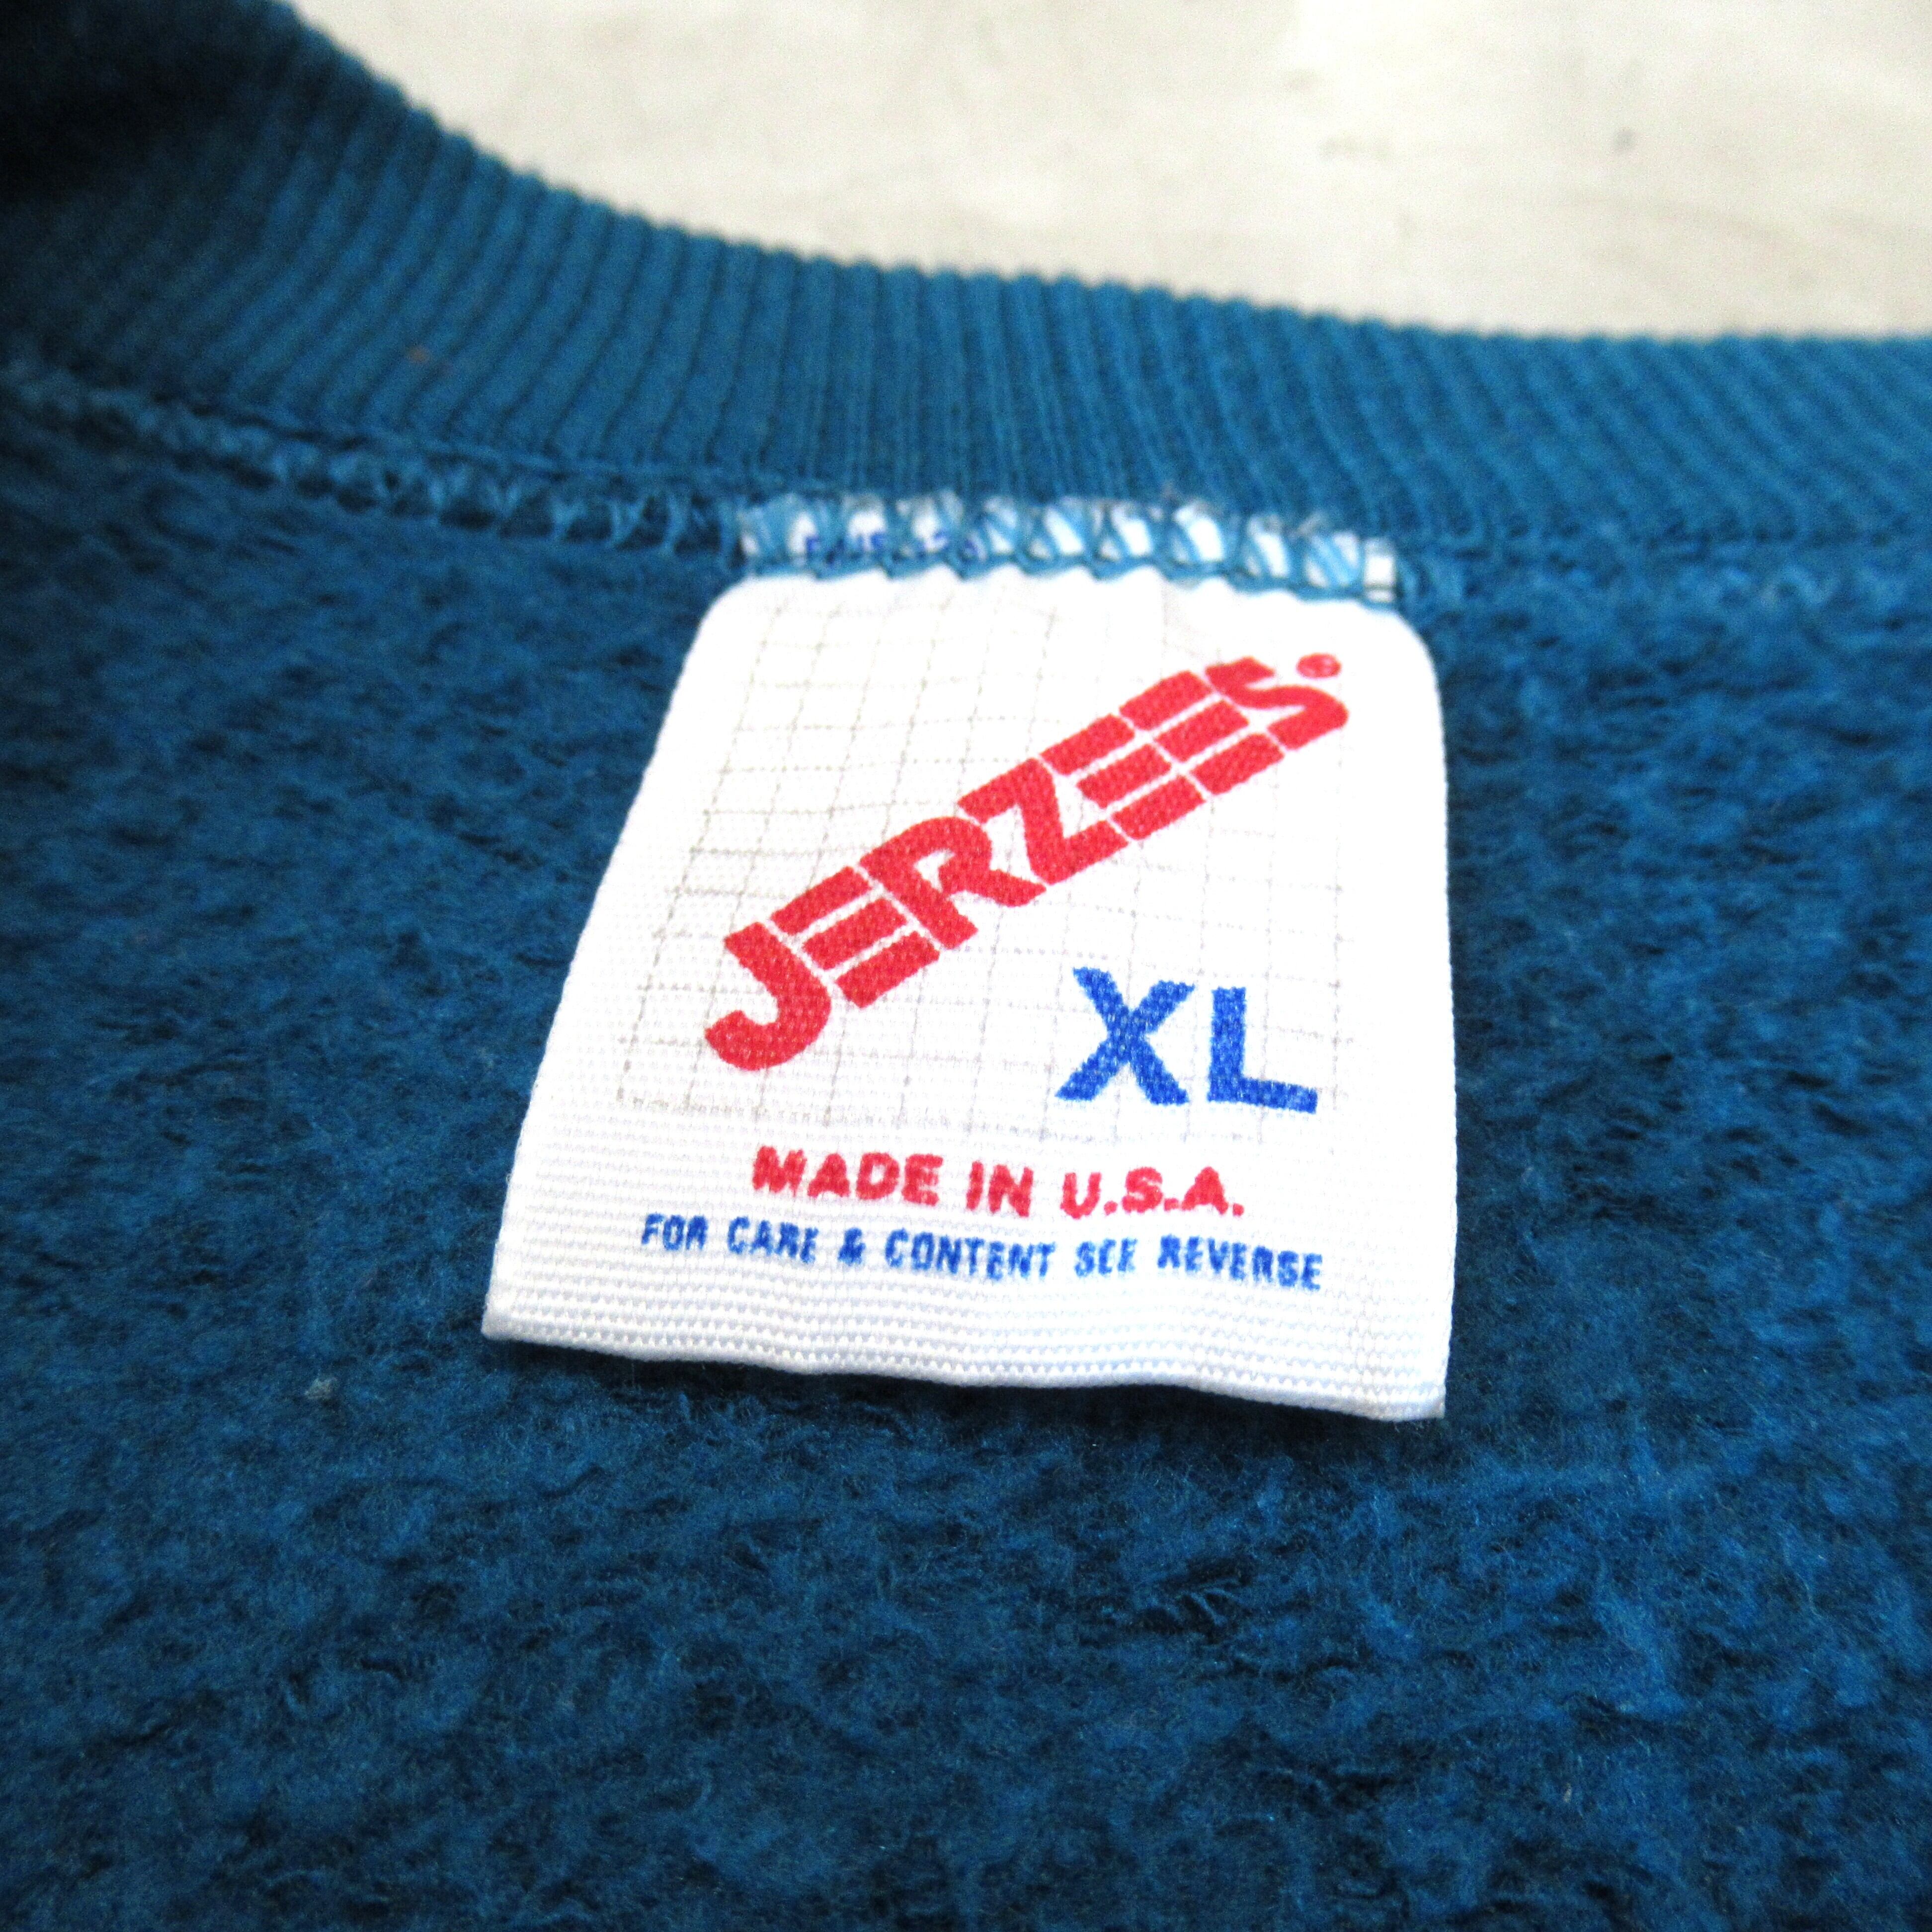 JERZEES®
XL
MADE IN U.S.A.
FOR CARE & CONTENT SEE REVERSE